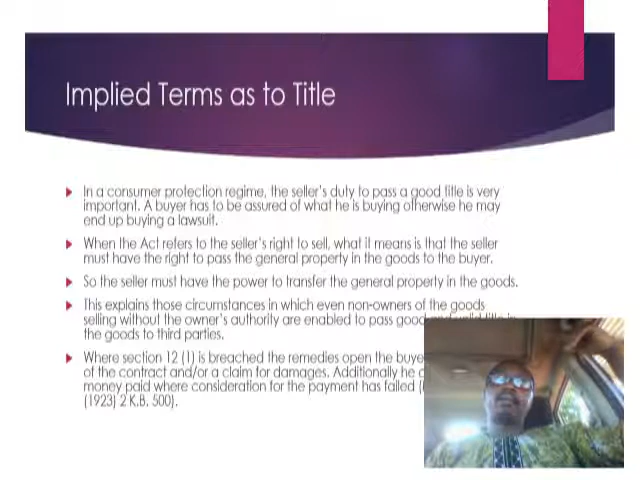 Implied Terms as to Title
In a consumer protection regime, the seller's duty to pass a good title is very
important. A buyer has to be assured of what he is buying otherwise he may
end up buying a lawsuit.
When the Act refers to the seller's right to sell, what it means is that the seller
must have the right to pass the general property in the goods to the buyer.
So the seller must have the power to transfer the general property in the goods.
This explains those circumstances in which even non-owners of the goods
selling without the owner's authority are enabled to pass good and valid title in
the goods to third parties.
Where section 12 (1) is breached the remedies open the buye
of the contract and/or a claim for damages. Additionally he
money paid where consideration for the payment has failed
(1923) 2 K.B. 500).